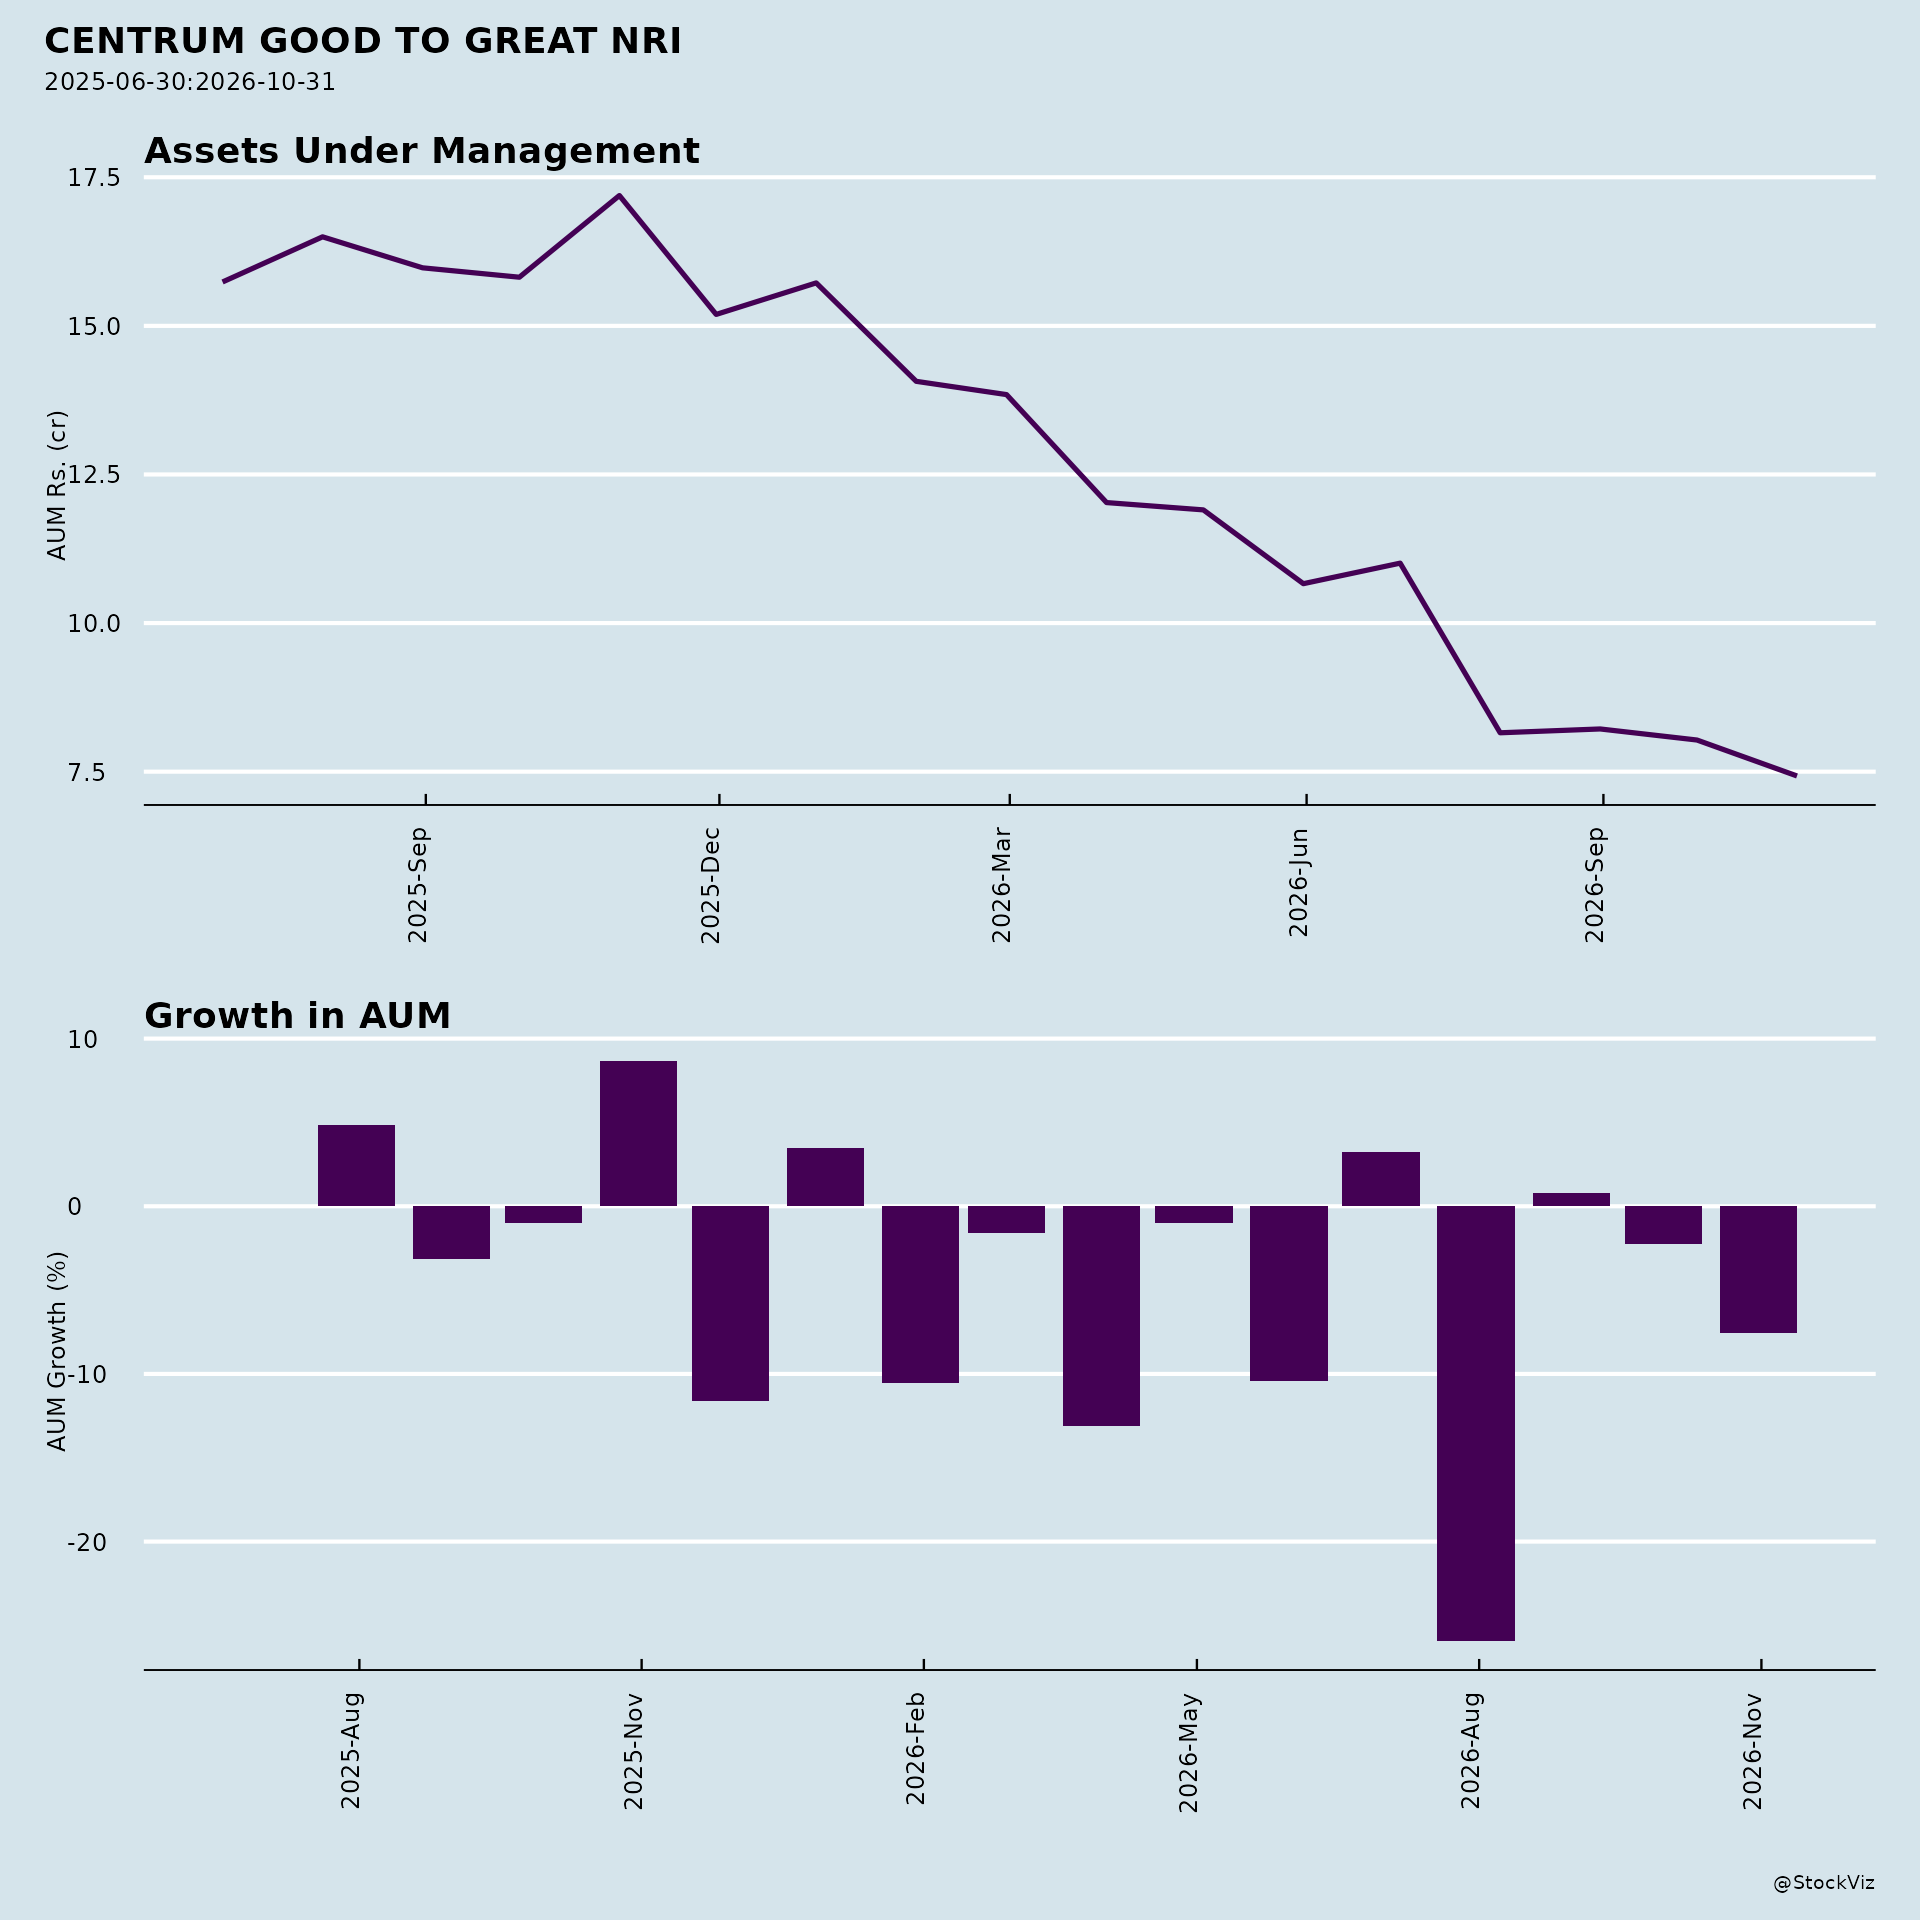 CENTRUM GOOD TO GREAT NRI
2025-06-30:2026-10-31
Assets Under Management
17.5
15.0
12.5
10.0
7.5
AUM Rs. (cr)
2025-Sep
2025-Dec
2026-Mar
2026-Jun
2026-Sep
Growth in AUM
10
0
-10
-20
AUM Growth (%)
2025-Aug
2025-Nov
2026-Feb
2026-May
2026-Aug
2026-Nov
@StockViz